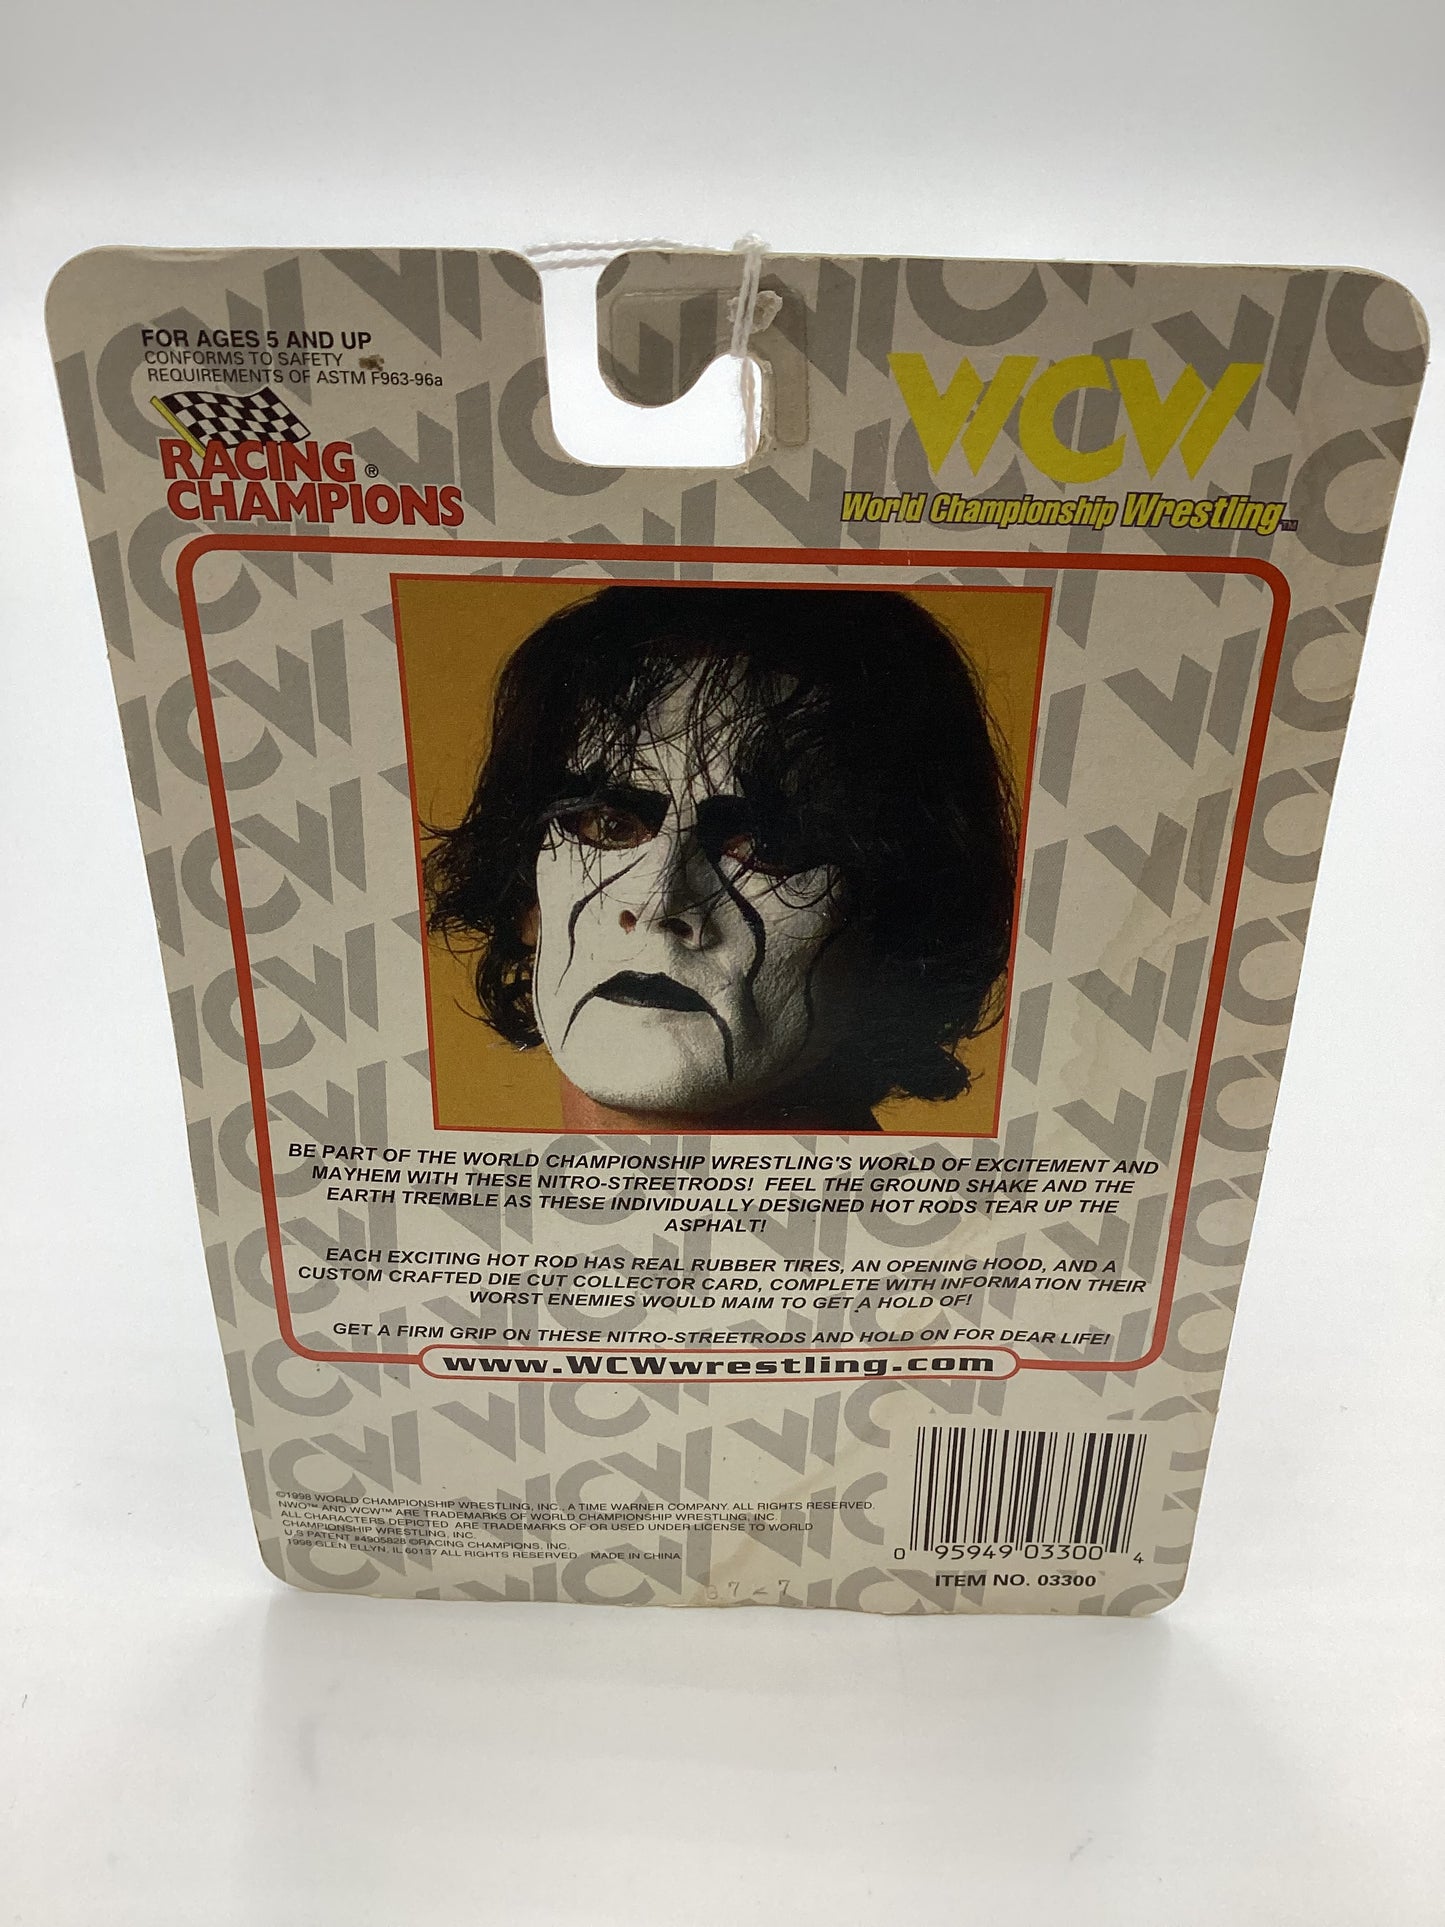 FOR AGES 5 AND UP
CONFORMS TO SAFETY
REQUIREMENTS OF ASTM F963-96a
RACING®
CHAMPIONS
WCW
World Championship Wrestling™
BE PART OF THE WORLD CHAMPIONSHIP WRESTLING'S WORLD OF EXCITEMENT AND
MAYHEM WITH THESE NITRO-STREETRODS! FEEL THE GROUND SHAKE AND THE
EARTH TREMBLE AS THESE INDIVIDUALLY DESIGNED HOT RODS TEAR UP THE
ASPHALT!
EACH EXCITING HOT ROD HAS REAL RUBBER TIRES, AN OPENING HOOD, AND A
CUSTOM CRAFTED DIE CUT COLLECTOR CARD, COMPLETE WITH INFORMATION THEIR
WORST ENEMIES WOULD MAIM TO GET A HOLD OF!
GET A FIRM GRIP ON THESE NITRO-STREETRODS AND HOLD ON FOR DEAR LIFE!
www.WCWwrestling.com
©1998 WORLD CHAMPIONSHIP WRESTLING, INC., A TIME WARNER COMPANY. ALL RIGHTS RESERVED.
NWO™ AND WCW™ ARE TRADEMARKS OF WORLD CHAMPIONSHIP WRESTLING, INC.
ALL CHARACTERS DEPICTED ARE TRADEMARKS OF OR USED UNDER LICENSE TO WORLD
CHAMPIONSHIP WRESTLING, INC.
U.S PATENT #4905828 ©RACING CHAMPIONS, INC.
1998 GLEN ELLYN, IL 60137 ALL RIGHTS RESERVED MADE IN CHINA
0 95949 03300 4
ITEM NO. 03300